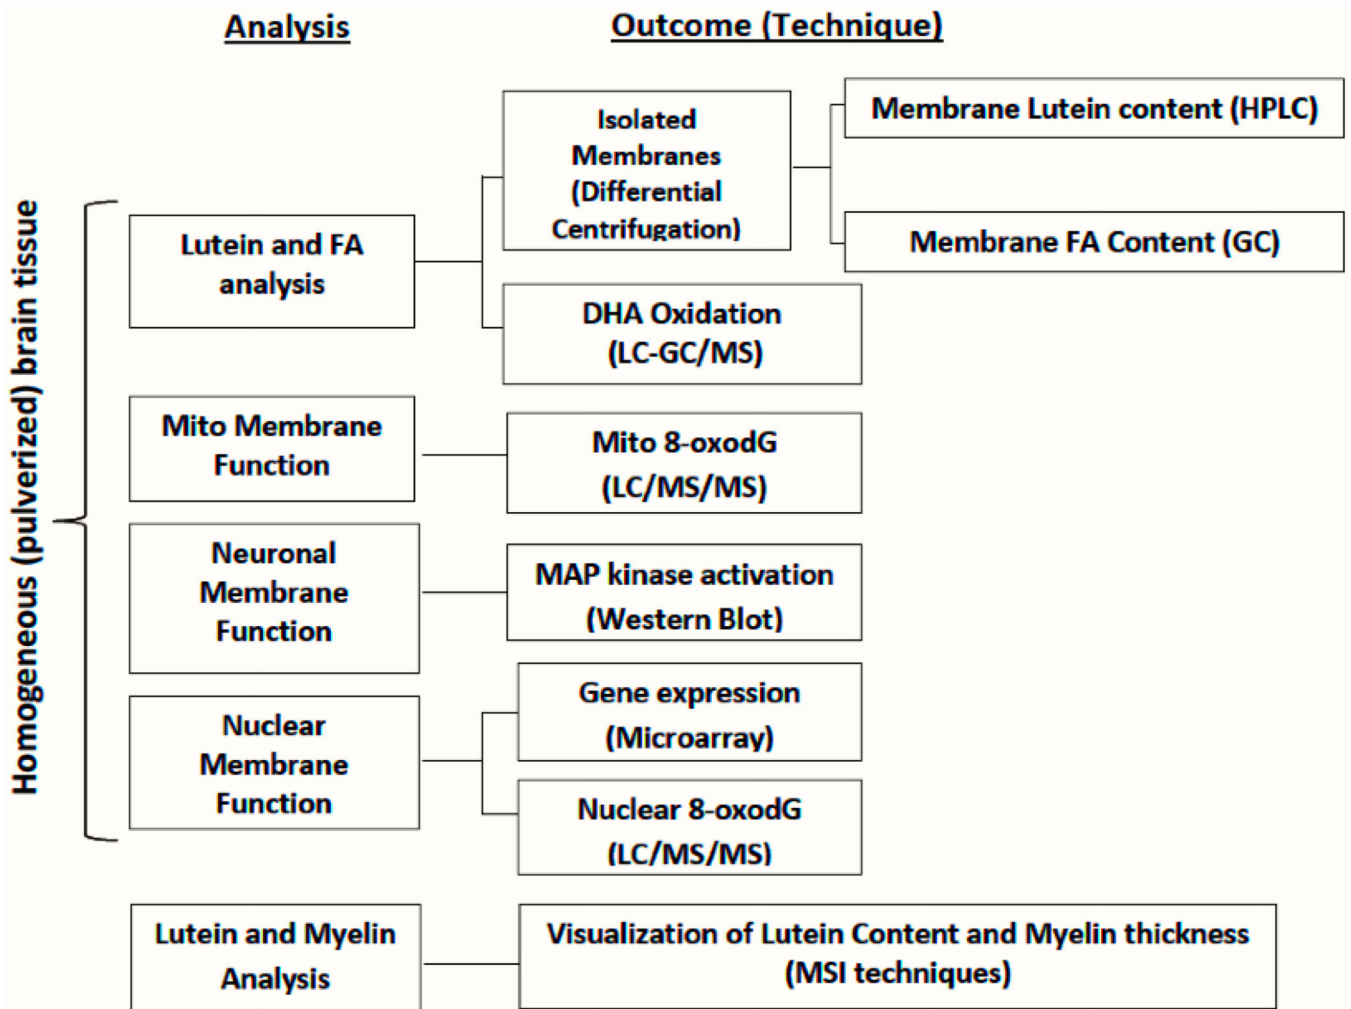 Analysis
Outcome (Technique)
Homogeneous (pulverized) brain tissue
Lutein and FA
analysis
Isolated
Membranes
(Differential
Centrifugation)
Membrane Lutein content (HPLC)
Membrane FA Content (GC)
DHA Oxidation
(LC-GC/MS)
Mito Membrane
Function
Mito 8-oxodG
(LC/MS/MS)
Neuronal
Membrane
Function
MAP kinase activation
(Western Blot)
Nuclear
Membrane
Function
Gene expression
(Microarray)
Nuclear 8-oxodG
(LC/MS/MS)
Lutein and Myelin
Analysis
Visualization of Lutein Content and Myelin thickness
(MSI techniques)